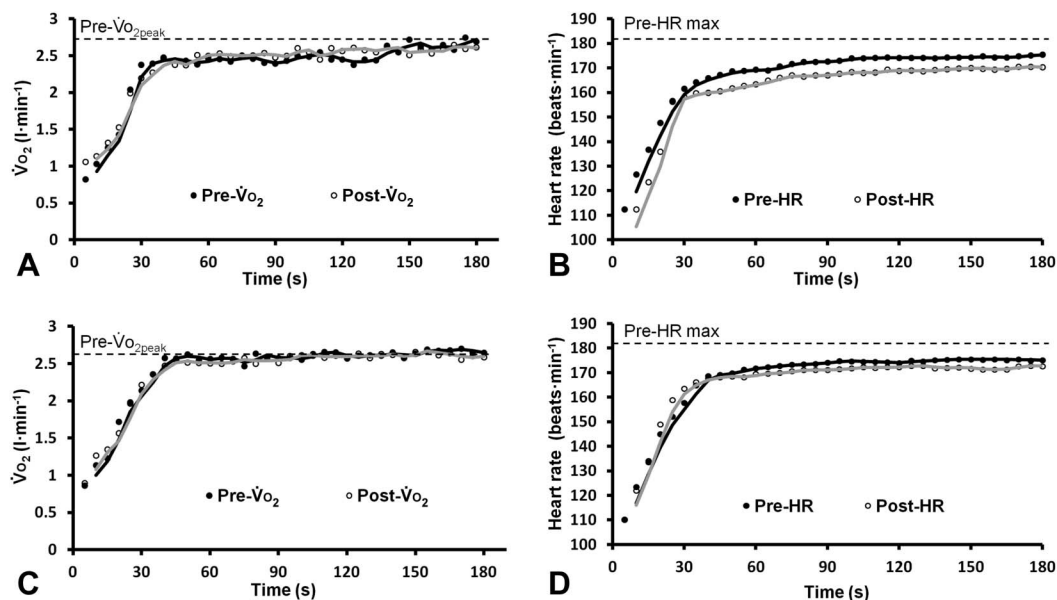 Pre-V̇O2peak
3
2.5
2
1.5
1
0.5
0
V̇O2 (l·min-1)
Pre-V̇O2
Post-V̇O2
0 30 60 90 120 150 180
Time (s)
A
Pre-HR max
190
180
170
160
150
140
130
120
110
100
Heart rate (beats·min-1)
Pre-HR
Post-HR
0 30 60 90 120 150 180
Time (s)
B
Pre-V̇O2peak
3
2.5
2
1.5
1
0.5
0
V̇O2 (l·min-1)
Pre-V̇O2
Post-V̇O2
0 30 60 90 120 150 180
Time (s)
C
Pre-HR max
190
180
170
160
150
140
130
120
110
100
Heart rate (beats·min-1)
Pre-HR
Post-HR
0 30 60 90 120 150 180
Time (s)
D